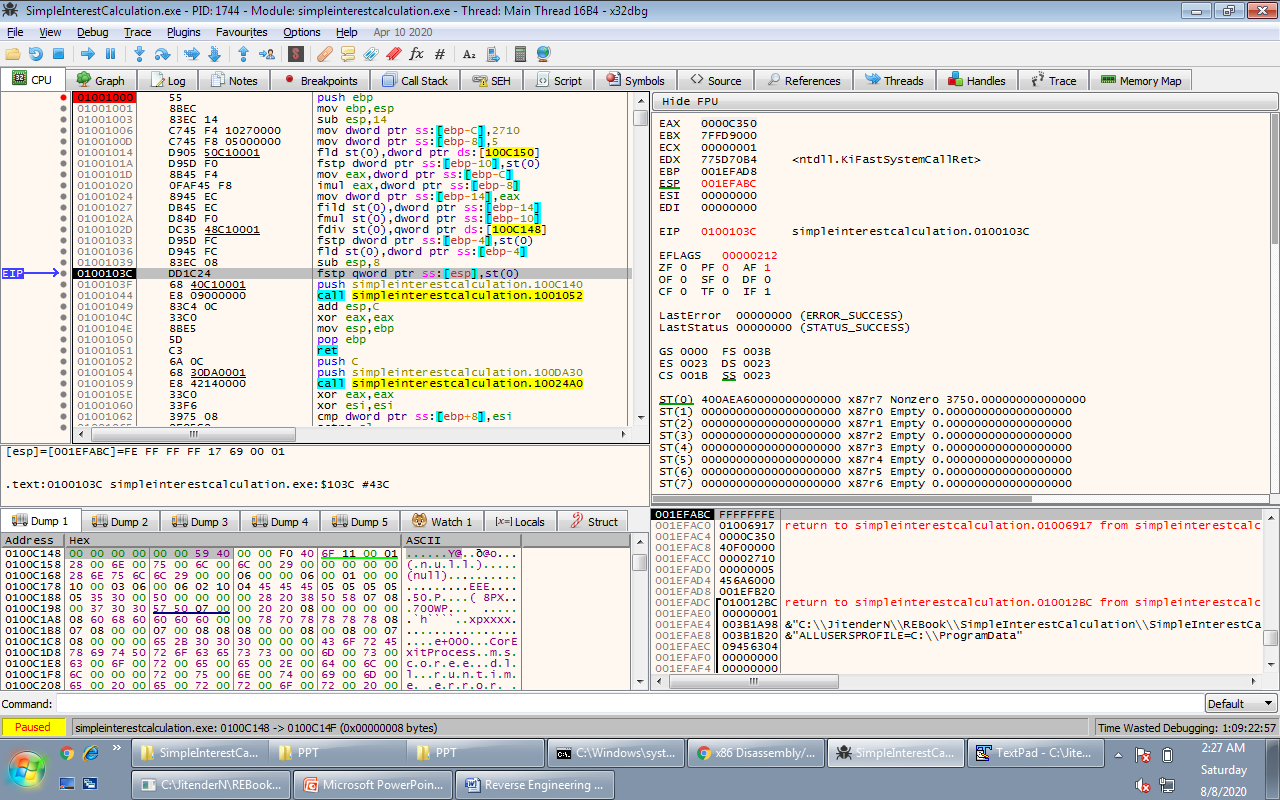 SimpleInterestCalculation.exe - PID: 1744 - Module: simpleinterestcalculation.exe - Thread: Main Thread 16B4 - x32dbg
File View Debug Trace Plugins Favourites Options Help Apr 10 2020
CPU Graph Log Notes Breakpoints Call Stack SEH Script Symbols Source References Threads Handles Trace Memory Map
01001000 55 push ebp
01001001 8BEC mov ebp,esp
01001003 83EC 14 sub esp,14
01001006 C745 F4 10270000 mov dword ptr ss:[ebp-C],2710
0100100D C745 F8 05000000 mov dword ptr ss:[ebp-8],5
01001014 D905 50C10001 fld st(0),dword ptr ds:[100C150]
0100101A D95D F0 fstp dword ptr ss:[ebp-10],st(0)
0100101D 8B45 F4 mov eax,dword ptr ss:[ebp-C]
01001020 0FAF45 F8 imul eax,dword ptr ss:[ebp-8]
01001024 8945 EC mov dword ptr ss:[ebp-14],eax
01001027 DB45 EC fild st(0),dword ptr ss:[ebp-14]
0100102A D84D F0 fmul st(0),dword ptr ss:[ebp-10]
0100102D DC35 48C10001 fdiv st(0),qword ptr ds:[100C148]
01001033 D95D FC fstp dword ptr ss:[ebp-4],st(0)
01001036 D945 FC fld st(0),dword ptr ss:[ebp-4]
01001039 83EC 08 sub esp,8
EIP 0100103C DD1C24 fstp qword ptr ss:[esp],st(0)
0100103F 68 40C10001 push simpleinterestcalculation.100C140
01001044 E8 09000000 call simpleinterestcalculation.1001052
01001049 83C4 0C add esp,C
0100104C 33C0 xor eax,eax
0100104E 8BE5 mov esp,ebp
01001050 5D pop ebp
01001051 C3 ret
01001052 6A 0C push C
01001054 68 30DA0001 push simpleinterestcalculation.100DA30
01001059 E8 42140000 call simpleinterestcalculation.10024A0
0100105E 33C0 xor eax,eax
01001060 33F6 xor esi,esi
01001062 3975 08 cmp dword ptr ss:[ebp+8],esi
Hide FPU
EAX 0000C350
EBX 7FFD9000
ECX 00000001
EDX 775D70B4 <ntdll.KiFastSystemCallRet>
EBP 001EFAD8
ESP 001EFABC
ESI 00000000
EDI 00000000
EIP 0100103C simpleinterestcalculation.0100103C
EFLAGS 00000212
ZF 0 PF 0 AF 1
OF 0 SF 0 DF 0
CF 0 TF 0 IF 1
LastError 00000000 (ERROR_SUCCESS)
LastStatus 00000000 (STATUS_SUCCESS)
GS 0000 FS 003B
ES 0023 DS 0023
CS 001B SS 0023
ST(0) 400AEA60000000000000 x87r7 Nonzero 3750.000000000000000
ST(1) 00000000000000000000 x87r0 Empty 0.000000000000000000
ST(2) 00000000000000000000 x87r1 Empty 0.000000000000000000
ST(3) 00000000000000000000 x87r2 Empty 0.000000000000000000
ST(4) 00000000000000000000 x87r3 Empty 0.000000000000000000
ST(5) 00000000000000000000 x87r4 Empty 0.000000000000000000
ST(6) 00000000000000000000 x87r5 Empty 0.000000000000000000
ST(7) 00000000000000000000 x87r6 Empty 0.000000000000000000
[esp]=[001EFABC]=FE FF FF FF 17 69 00 01
.text:0100103C simpleinterestcalculation.exe:$103C #43C
Dump 1 Dump 2 Dump 3 Dump 4 Dump 5 Watch 1 Locals Struct
Address Hex ASCII
0100C148 00 00 00 00 00 00 59 40 00 00 F0 40 6F 11 00 01 ......Y@..ð@o...
0100C158 28 00 6E 00 75 00 6C 00 6C 00 29 00 00 00 00 00 (.n.u.l.l.).....
0100C168 28 6E 75 6C 6C 29 00 00 06 00 00 06 00 01 00 00 (null)..........
0100C178 10 00 03 06 00 06 02 10 04 45 45 45 05 05 05 05 .........EEE....
0100C188 05 35 30 00 50 00 00 00 00 28 20 38 50 58 07 08 .50.P....( 8PX..
0100C198 00 37 30 30 57 50 07 00 00 20 20 08 00 00 00 00 .700WP... .....
0100C1A8 08 60 68 60 60 60 60 00 00 78 70 78 78 78 78 08 .`h````..xpxxxx.
0100C1B8 07 08 00 00 07 00 08 08 08 00 00 08 00 08 00 07 ................
0100C1C8 08 00 00 00 65 2B 30 30 30 00 00 00 43 6F 72 45 ....e+000...CorE
0100C1D8 78 69 74 50 72 6F 63 65 73 73 00 00 6D 00 73 00 xitProcess..m.s.
0100C1E8 63 00 6F 00 72 00 65 00 65 00 2E 00 64 00 6C 00 c.o.r.e.e...d.l.
0100C1F8 6C 00 00 00 72 00 75 00 6E 00 74 00 69 00 6D 00 l...r.u.n.t.i.m.
0100C208 65 00 20 00 65 00 72 00 72 00 6F 00 72 00 20 00 e. .e.r.r.o.r. .
001EFABC FFFFFFFE
001EFAC0 01006917 return to simpleinterestcalculation.01006917 from simpleinterestcalc
001EFAC4 0000C350
001EFAC8 40F00000
001EFACC 00002710
001EFAD0 00000005
001EFAD4 456A6000
001EFAD8 001EFB20
001EFADC 010012BC return to simpleinterestcalculation.010012BC from simpleinterestcalc
001EFAE0 00000001
001EFAE4 003B1A98 &"C:\\JitenderN\\REBook\\SimpleInterestCalculation\\SimpleInterestCa
001EFAE8 003B1B20 &"ALLUSERSPROFILE=C:\\ProgramData"
001EFAEC 09456304
001EFAF0 00000000
001EFAF4 00000000
Command: Default
Paused simpleinterestcalculation.exe: 0100C148 -> 0100C14F (0x00000008 bytes) Time Wasted Debugging: 1:09:22:57
SimpleInterestCa... PPT PPT C:\Windows\syst... x86 Disassembly/... SimpleInterestCa... TextPad - C:\Jite...
C:\JitenderN\REBook... Microsoft PowerPoin... Reverse Engineering ...
2:27 AM
Saturday
8/8/2020